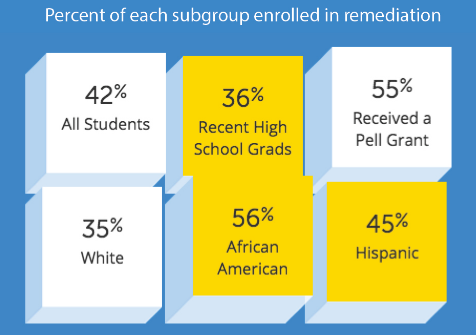 Percent of each subgroup enrolled in remediation
42%
All Students
36%
Recent High
School Grads
55%
Received a
Pell Grant
35%
White
56%
African
American
45%
Hispanic